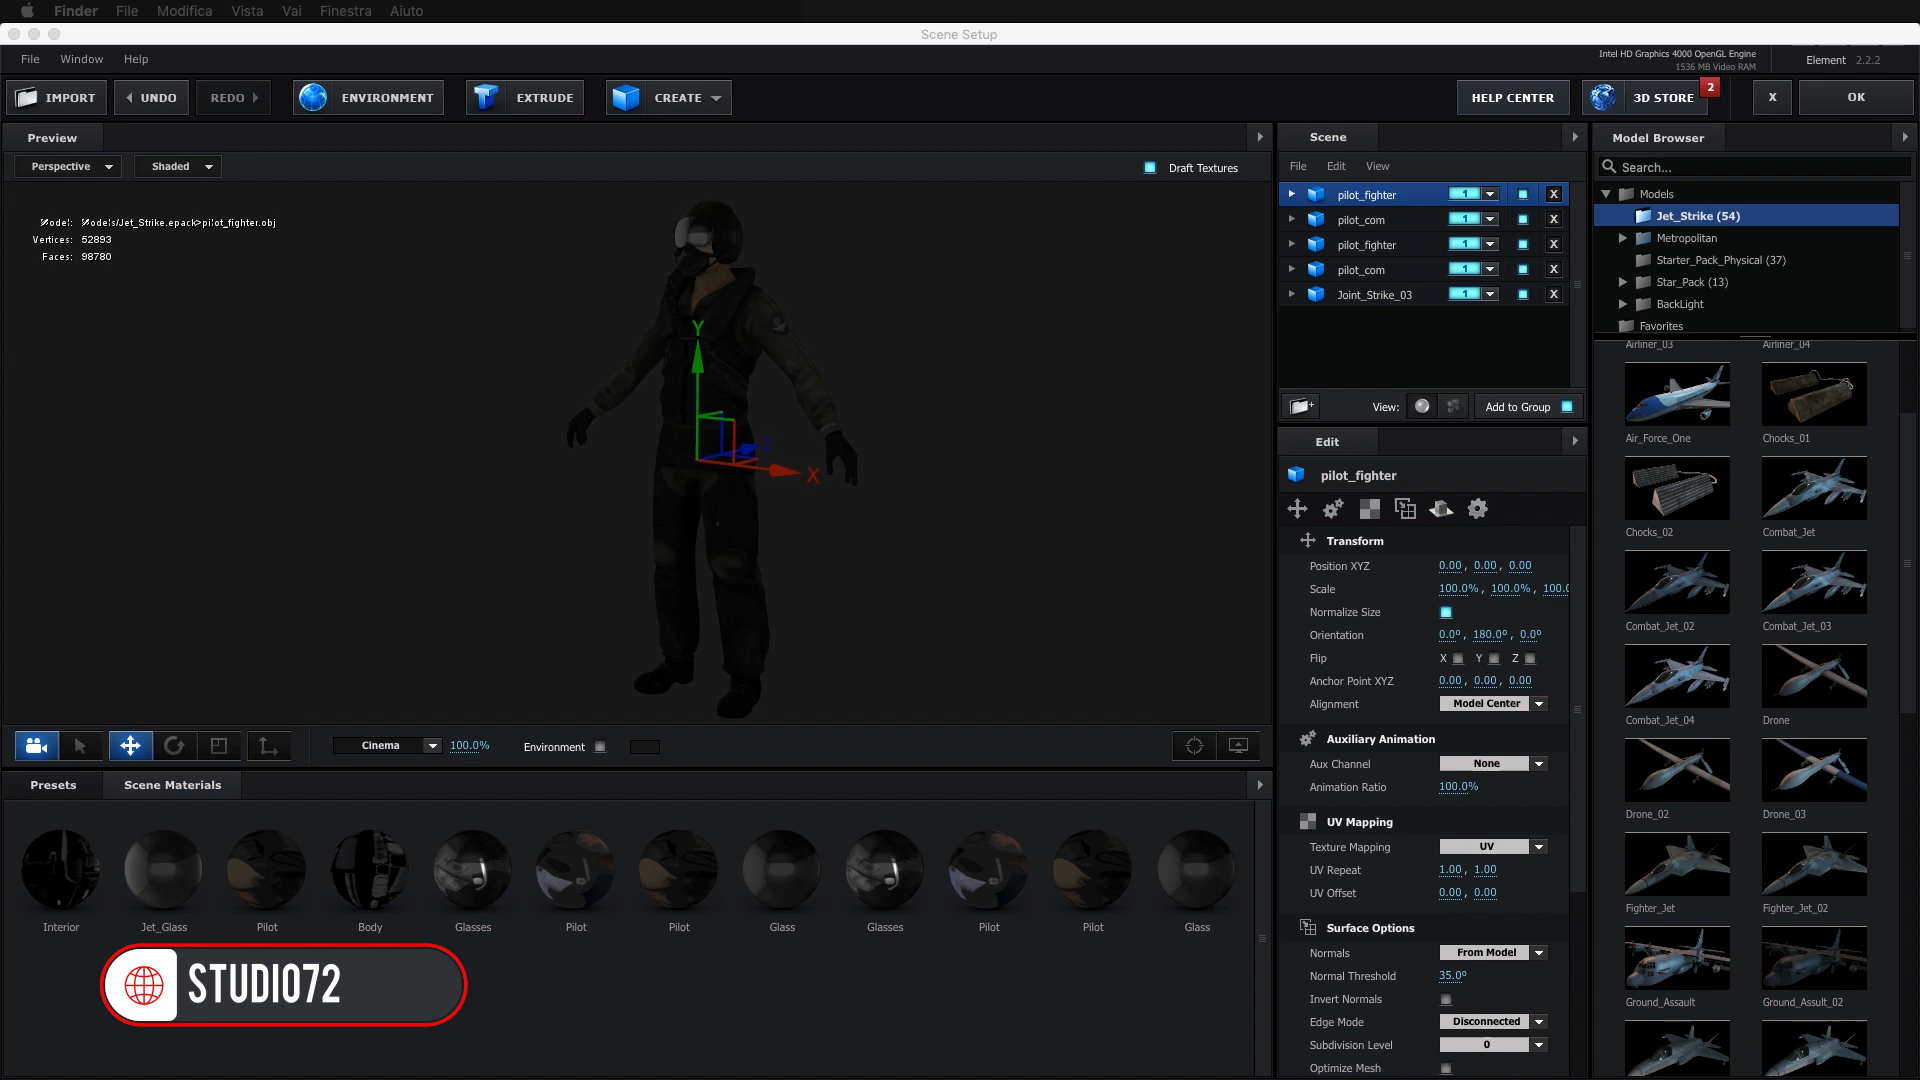 Finder File Modifica Vista Vai Finestra Aiuto
Scene Setup
File Window Help
Intel HD Graphics 4000 OpenGL Engine
1536 MB Video RAM
Element 2.2.2
IMPORT UNDO REDO ENVIRONMENT EXTRUDE CREATE HELP CENTER 3D STORE 2 X OK
Preview
Perspective Shaded Draft Textures
Model: Models/Jet_Strike.epack>pilot_fighter.obj
Vertices: 52893
Faces: 98780
Y
X
Z
Cinema 100.0% Environment
Presets Scene Materials
Interior Jet_Glass Pilot Body Glasses Pilot Pilot Glass Glasses Pilot Pilot Glass
STUDIO72
Scene
File Edit View
pilot_fighter 1 X
pilot_com 1 X
pilot_fighter 1 X
pilot_com 1 X
Joint_Strike_03 1 X
View: Add to Group
Edit
pilot_fighter
Transform
Position XYZ 0.00, 0.00, 0.00
Scale 100.0%, 100.0%, 100.0
Normalize Size
Orientation 0.0º, 180.0º, 0.0º
Flip X Y Z
Anchor Point XYZ 0.00, 0.00, 0.00
Alignment Model Center
Auxiliary Animation
Aux Channel None
Animation Ratio 100.0%
UV Mapping
Texture Mapping UV
UV Repeat 1.00, 1.00
UV Offset 0.00, 0.00
Surface Options
Normals From Model
Normal Threshold 35.0º
Invert Normals
Edge Mode Disconnected
Subdivision Level 0
Optimize Mesh
Model Browser
Search...
Models
Jet_Strike (54)
Metropolitan
Starter_Pack_Physical (37)
Star_Pack (13)
BackLight
Favorites
Airliner_03 Airliner_04
Air_Force_One Chocks_01
Chocks_02 Combat_Jet
Combat_Jet_02 Combat_Jet_03
Combat_Jet_04 Drone
Drone_02 Drone_03
Fighter_Jet Fighter_Jet_02
Ground_Assault Ground_Assult_02